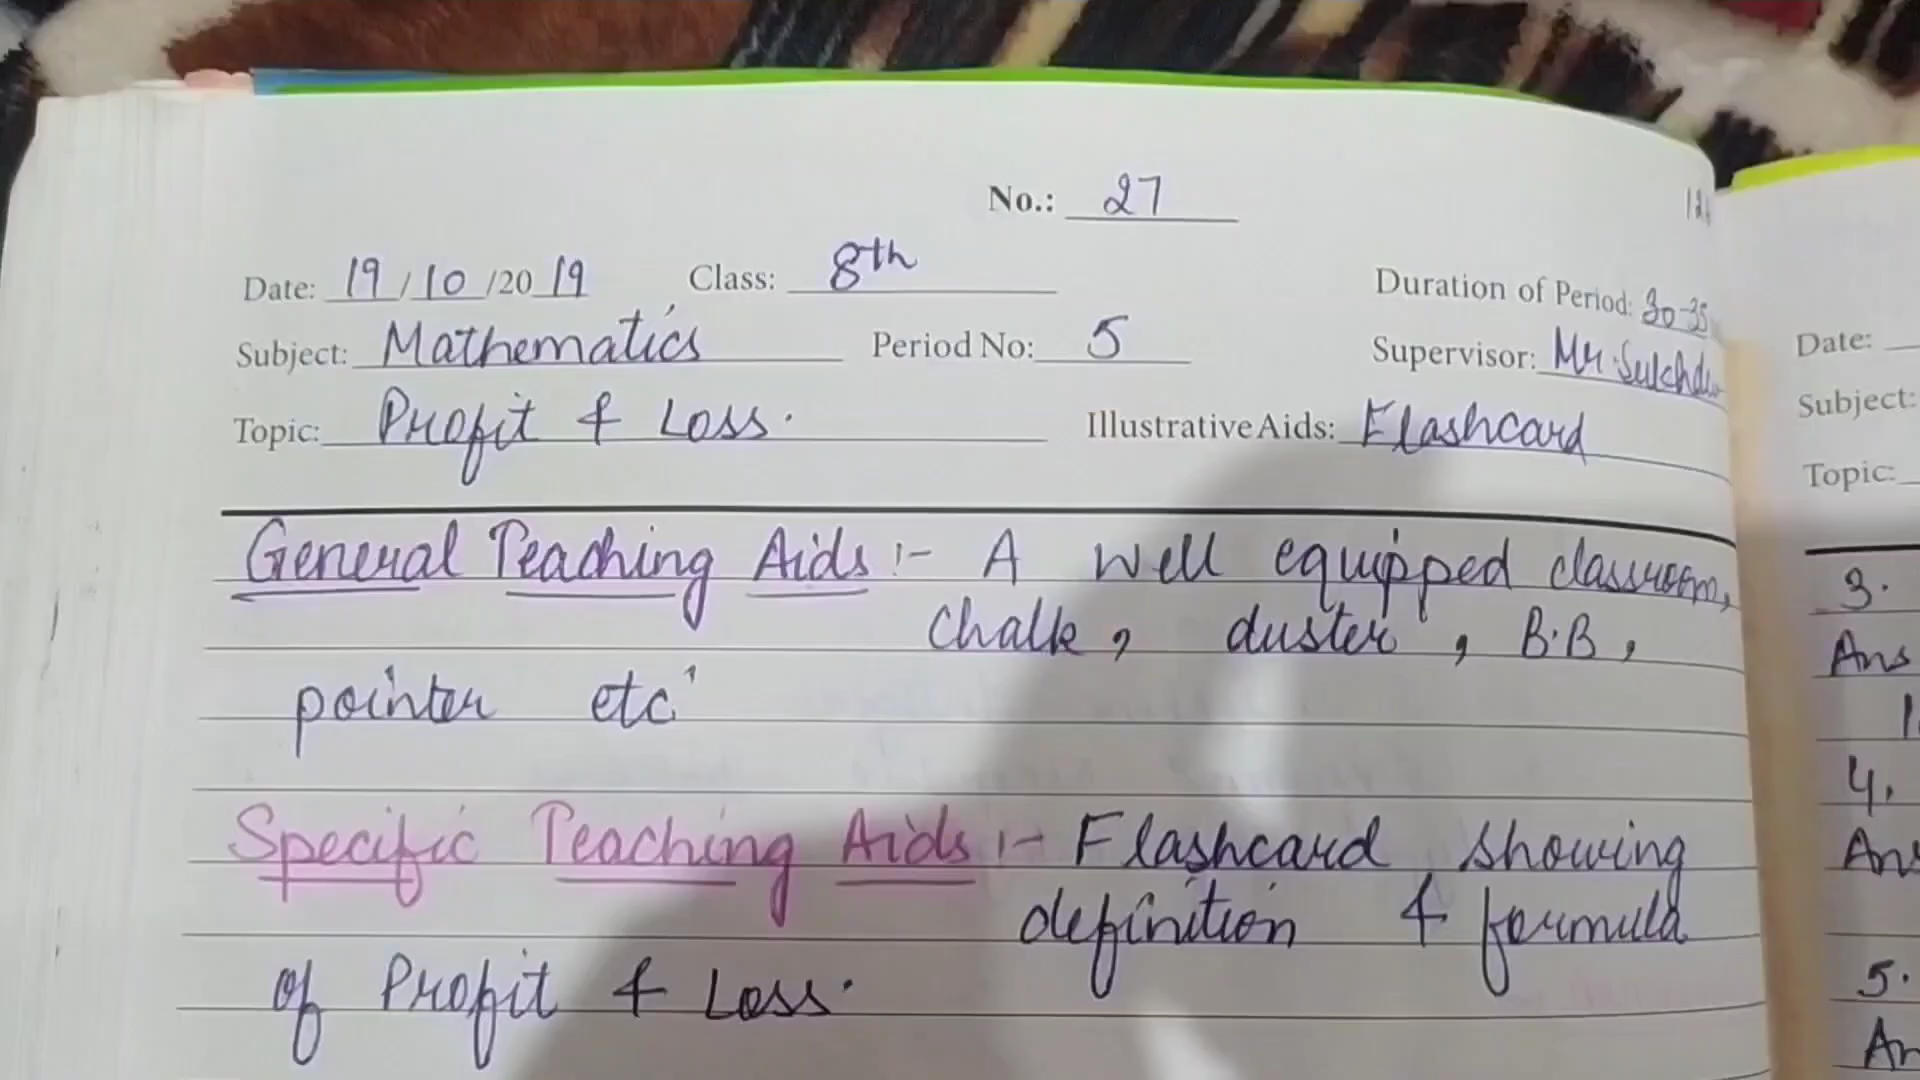 No.: 27
Date: 19/10/2019 Class: 8th Duration of Period: 30-35
Subject: Mathematics Period No: 5 Supervisor: Mr. Sukhdev
Topic: Profit & Loss. Illustrative Aids: Flashcard
General Teaching Aids :- A well equipped classroom,
chalk, duster, B.B,
pointer etc.
Specific Teaching Aids :- Flashcard showing
definition & formula
of Profit & Loss.
Date:
Subject:
Topic:
3.
Ans
4.
Ans
5.